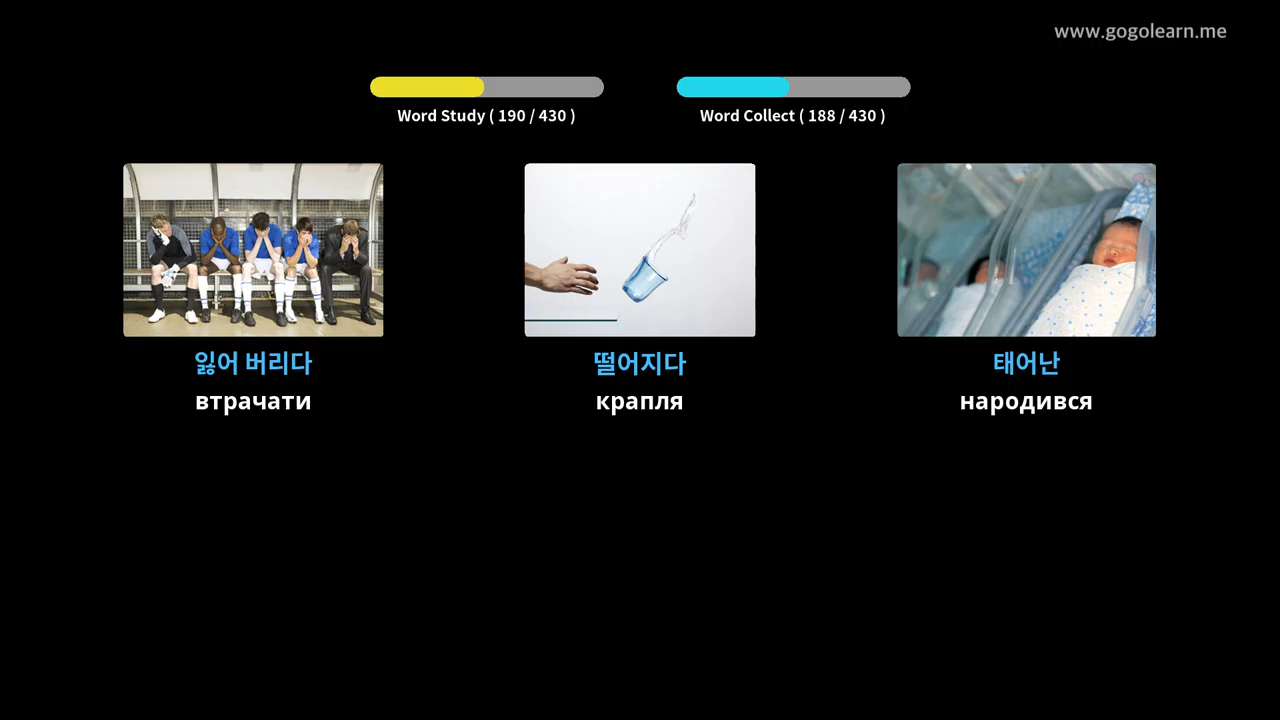 www.gogolearn.me
Word Study ( 190 / 430 )
Word Collect ( 188 / 430 )
잃어 버리다
떨어지다
태어난
втрачати
крапля
народився